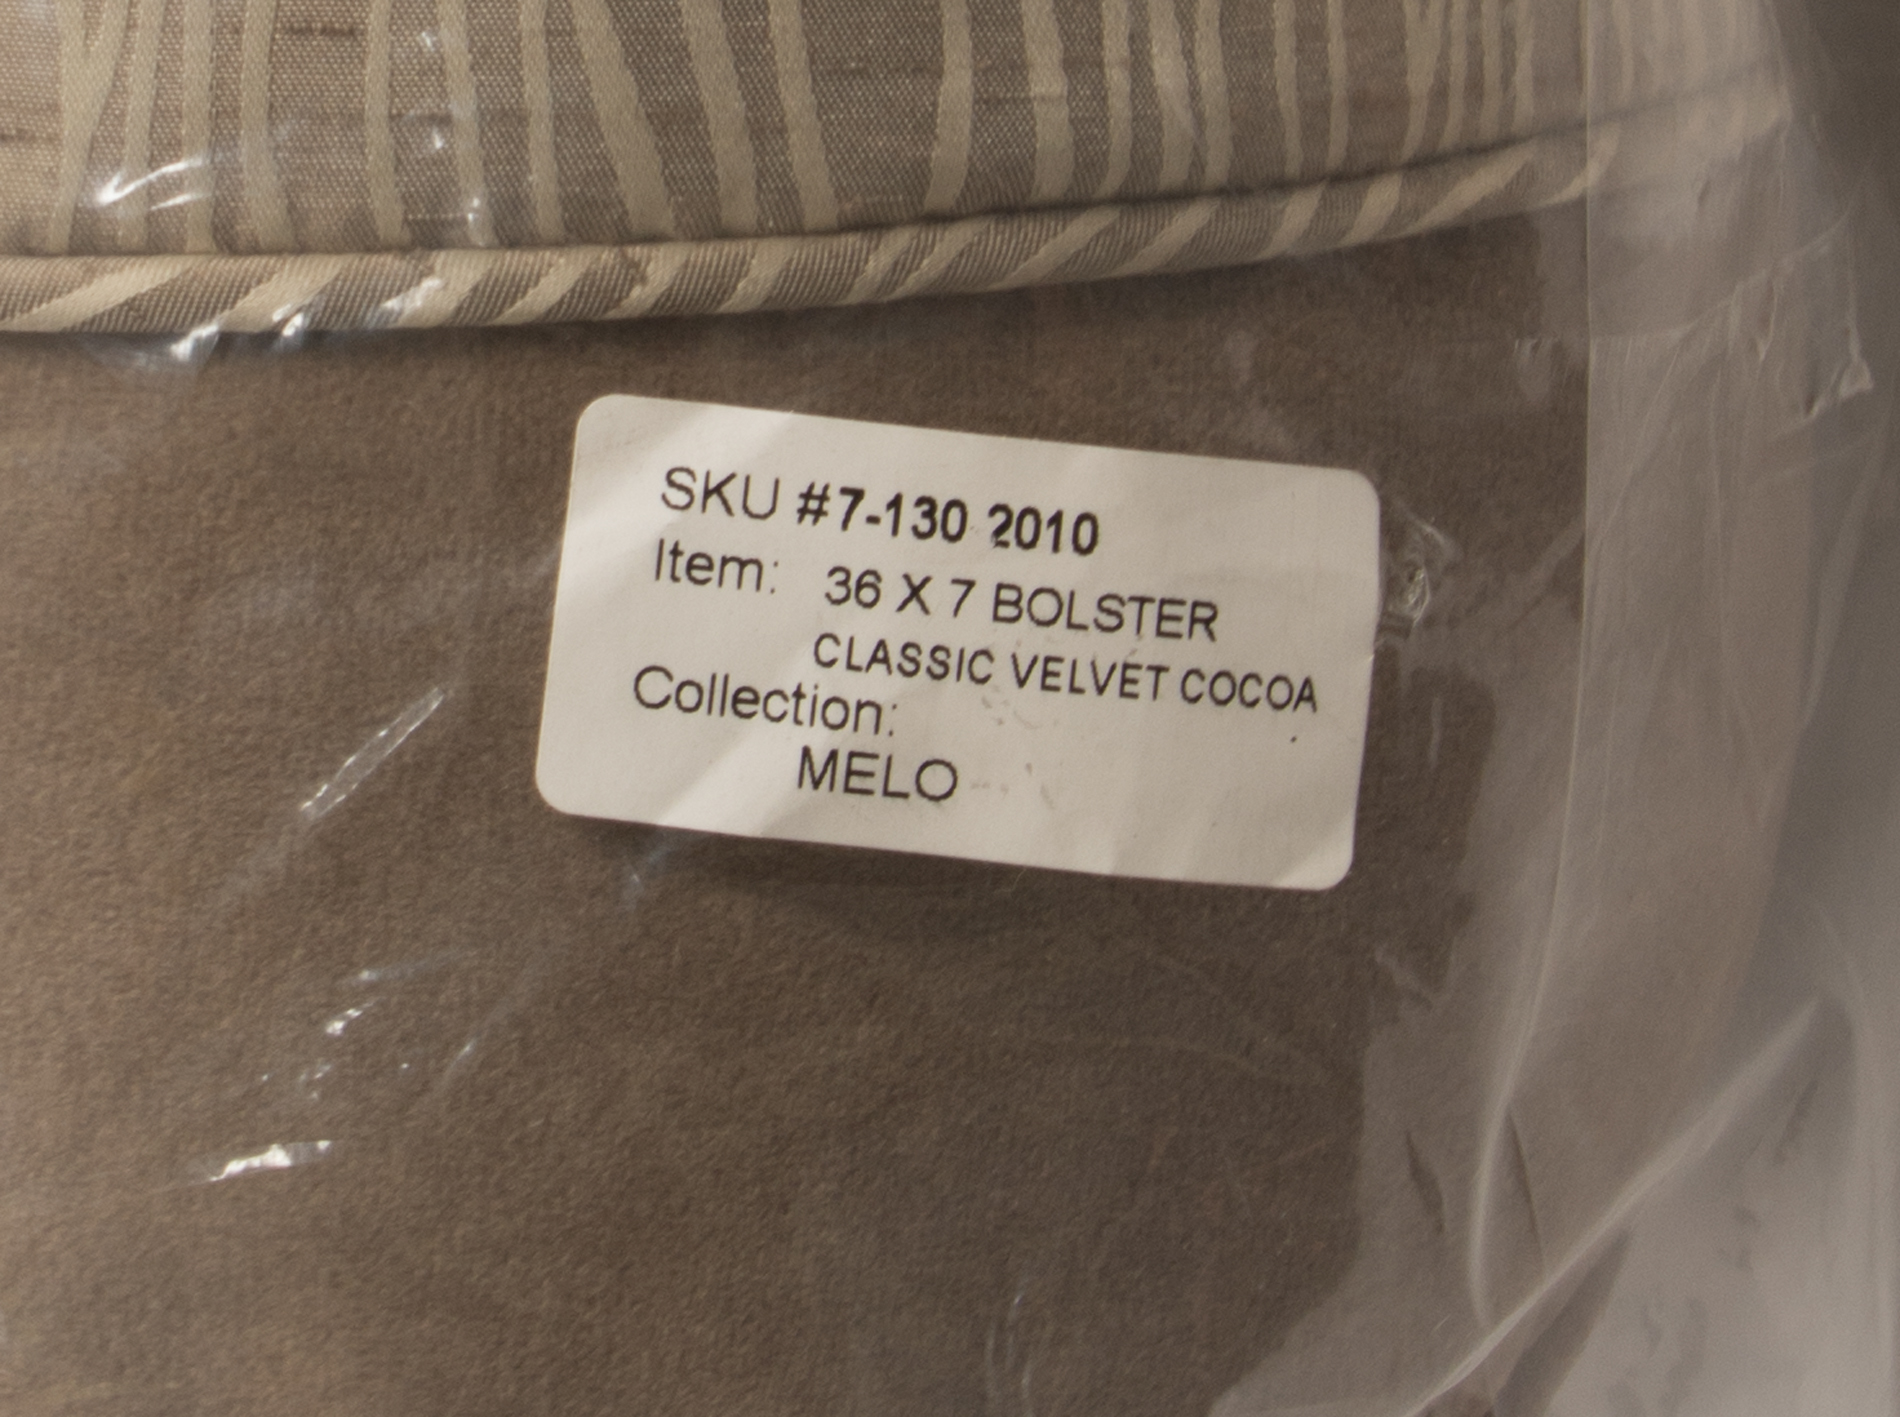 SKU #7-130 2010
Item: 36 X 7 BOLSTER
CLASSIC VELVET COCOA
Collection:
MELO